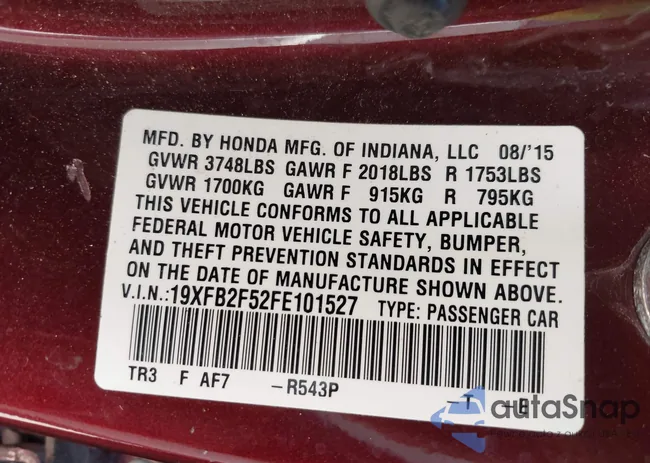 MFD. BY HONDA MFG. OF INDIANA, LLC 08/'15
GVWR 3748LBS GAWR F 2018LBS R 1753LBS
GVWR 1700KG GAWR F 915KG R 795KG
THIS VEHICLE CONFORMS TO ALL APPLICABLE
FEDERAL MOTOR VEHICLE SAFETY, BUMPER,
AND THEFT PREVENTION STANDARDS IN EFFECT
ON THE DATE OF MANUFACTURE SHOWN ABOVE.
V.I.N.:19XFB2F52FE101527 TYPE: PASSENGER CAR
TR3 F AF7 -R543P -T E
autaSnap